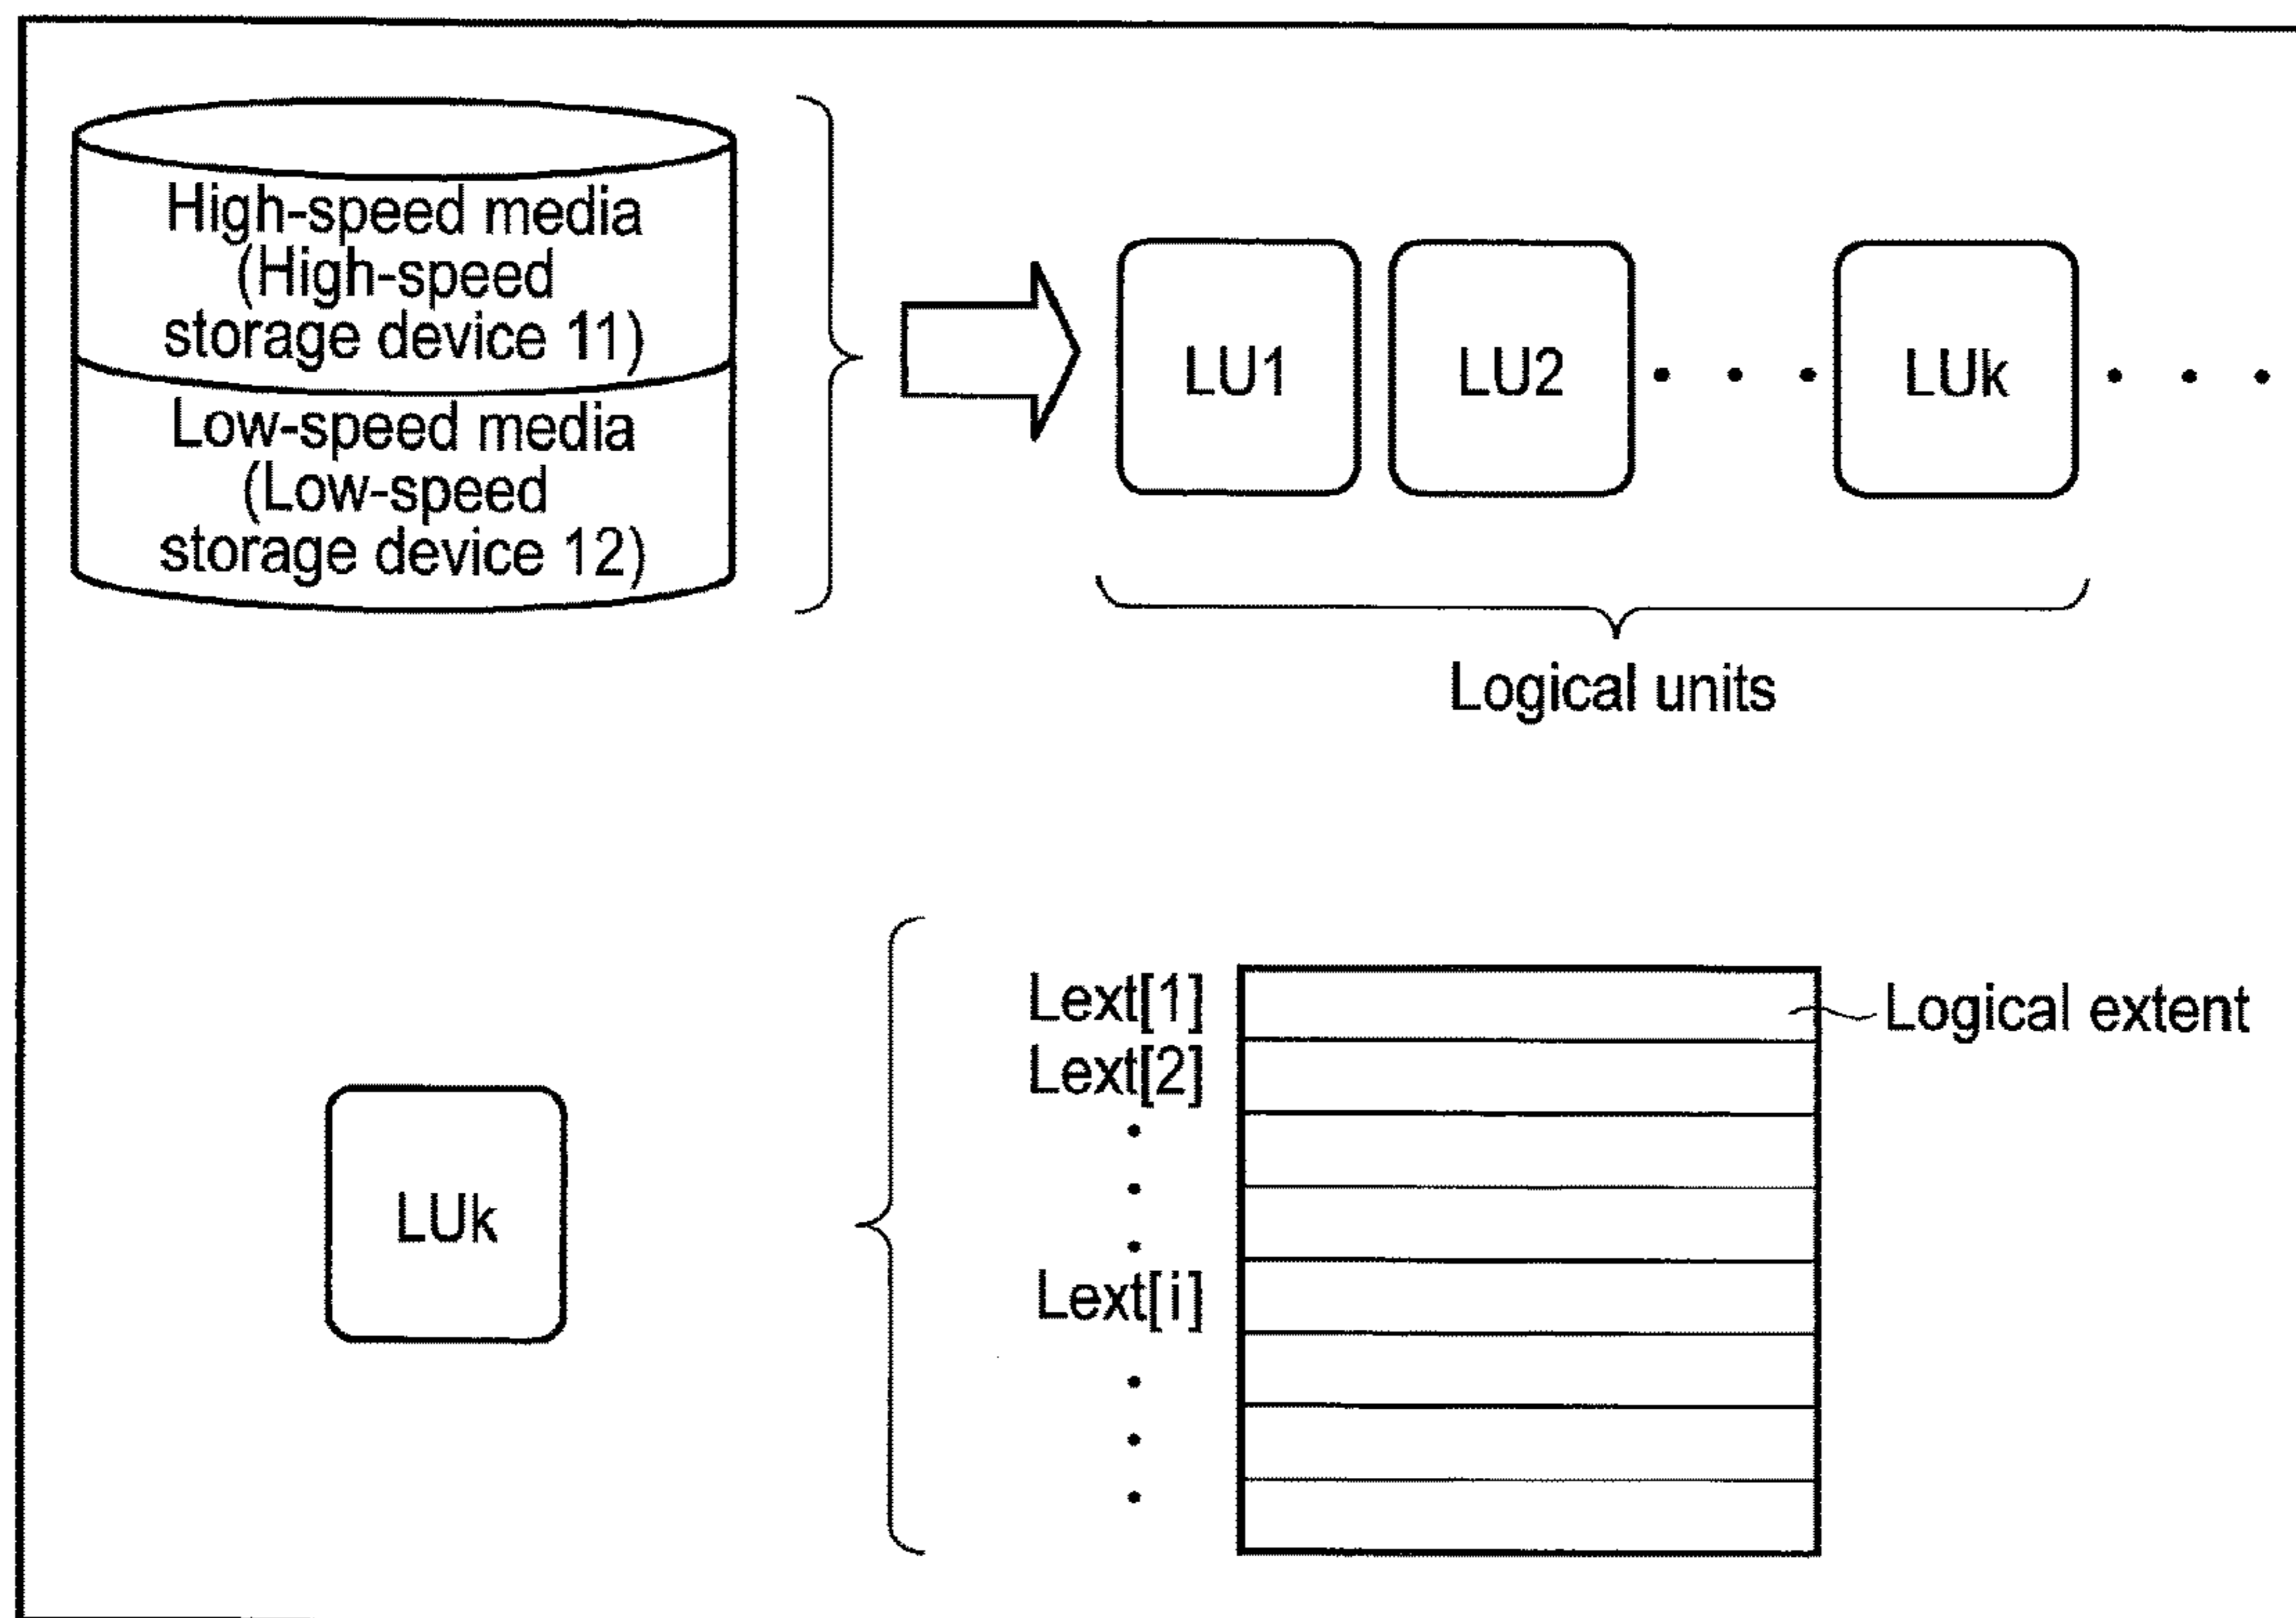 High-speed media
(High-speed
storage device 11)
Low-speed media
(Low-speed
storage device 12)
LU1
LU2
• • •
LUk
• • •
Logical units
LUk
Lext[1]
Lext[2]
•
•
•
Lext[i]
•
•
•
Logical extent